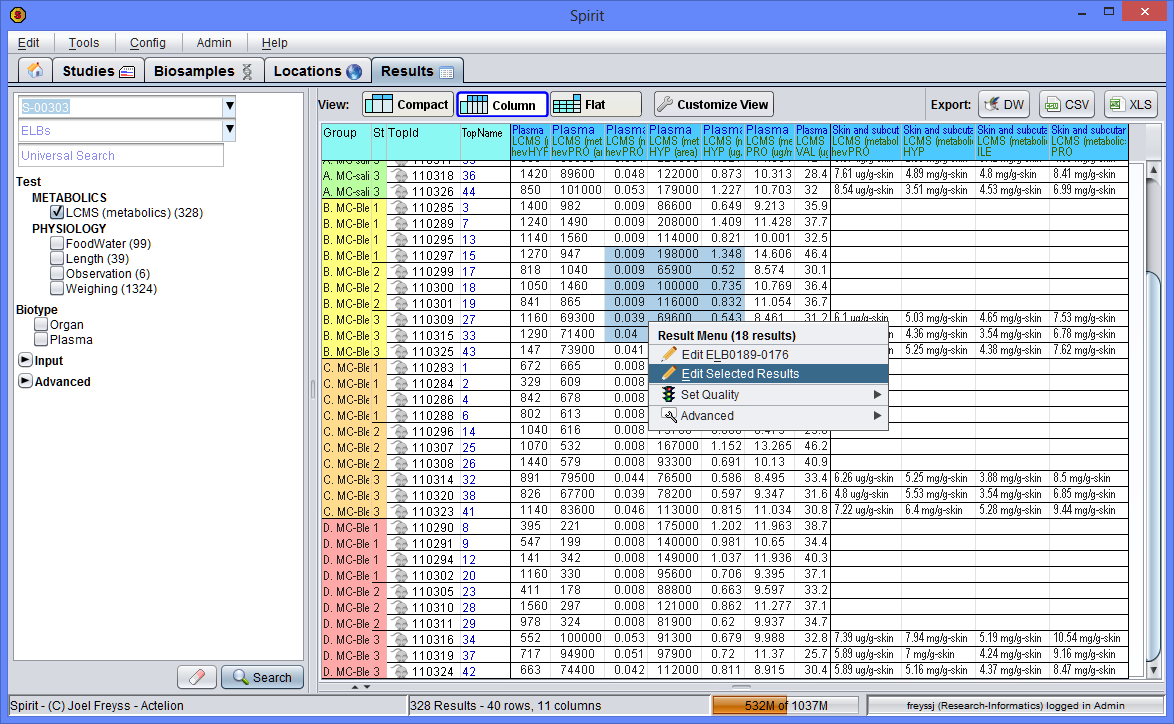 Spirit
Edit Tools Config Admin Help
Studies Biosamples Locations Results
S-00303
ELBs
Universal Search
Test
METABOLICS
LCMS (metabolics) (328)
PHYSIOLOGY
FoodWater (99)
Length (39)
Observation (6)
Weighing (1324)
Biotype
Organ
Plasma
Input
Advanced
Search
View: Compact Column Flat Customize View Export: DW CSV XLS
Group St TopId TopName
Plasma Plasma Plasma Plasma Plasma Plasma Plasma Skin and subcut Skin and subcutar Skin and subcutar Skin and subcutar
LCMS ( LCMS (met LCMS (m LCMS (met LCMS (m LCMS (me LCMS LCMS (metabol LCMS (metabolic: LCMS (metabolic: LCMS (metabolic:
hevHYF hevPRO (ar hevPRO HYP (area) HYP (ug, PRO (ug/m VAL (ug hevPRO HYP ILE PRO
A. MC-sali 3 110318 36 1420 89600 0.048 122000 0.873 10.313 28.4 7.61 ug/g-skin 4.89 mg/g-skin 4.8 mg/g-skin 8.41 mg/g-skin
A. MC-sali 3 110326 44 850 101000 0.053 179000 1.227 10.703 32 8.54 ug/g-skin 3.51 mg/g-skin 4.53 mg/g-skin 6.99 mg/g-skin
B. MC-Ble 1 110285 3 1400 982 0.009 86600 0.649 9.213 35.9
B. MC-Ble 1 110289 7 1240 1490 0.009 208000 1.409 11.428 37.7
B. MC-Ble 1 110295 13 1140 1560 0.009 114000 0.821 10.001 32.5
B. MC-Ble 1 110297 15 1270 947 0.009 198000 1.348 14.606 46.4
B. MC-Ble 2 110299 17 818 1040 0.009 65900 0.52 8.574 30.1
B. MC-Ble 2 110300 18 1050 1460 0.009 100000 0.735 10.769 36.4
B. MC-Ble 2 110301 19 841 865 0.009 116000 0.832 11.054 36.7
B. MC-Ble 3 110309 27 1160 69300 0.039 69600 0.543 8.461 31.2 6.1 ug/g-skin 5.03 mg/g-skin 4.65 mg/g-skin 7.53 mg/g-skin
B. MC-Ble 3 110315 33 1290 71400 0.04 4.36 mg/g-skin 3.54 mg/g-skin 6.78 mg/g-skin
B. MC-Ble 3 110325 43 147 73900 0.041 5.25 mg/g-skin 4.38 mg/g-skin 7.62 mg/g-skin
C. MC-Ble 1 110283 1 672 665 0.008
C. MC-Ble 1 110284 2 329 609 0.008
C. MC-Ble 1 110286 4 842 678 0.008
C. MC-Ble 1 110288 6 802 613 0.008
C. MC-Ble 2 110296 14 1040 616 0.008
C. MC-Ble 2 110307 25 1070 532 0.008 167000 1.152 13.265 46.2
C. MC-Ble 2 110308 26 1440 579 0.008 93300 0.691 10.13 40.9
C. MC-Ble 3 110314 32 891 79500 0.044 76500 0.586 8.495 33.4 6.26 ug/g-skin 5.25 mg/g-skin 3.88 mg/g-skin 8.5 mg/g-skin
C. MC-Ble 3 110320 38 826 67700 0.039 78200 0.597 9.347 31.6 4.8 ug/g-skin 5.53 mg/g-skin 3.54 mg/g-skin 6.85 mg/g-skin
C. MC-Ble 3 110323 41 1140 83600 0.046 113000 0.815 11.034 30.8 7.22 ug/g-skin 6.4 mg/g-skin 5.28 mg/g-skin 9.44 mg/g-skin
D. MC-Ble 1 110290 8 395 221 0.008 175000 1.202 11.963 38.7
D. MC-Ble 1 110291 9 547 199 0.008 140000 0.981 10.65 34.4
D. MC-Ble 1 110294 12 141 342 0.008 149000 1.037 11.936 40.3
D. MC-Ble 1 110302 20 1160 330 0.008 95600 0.706 9.395 37.1
D. MC-Ble 2 110305 23 411 178 0.008 88800 0.663 9.597 33.2
D. MC-Ble 2 110310 28 1560 297 0.008 121000 0.862 11.277 37.1
D. MC-Ble 2 110311 29 978 324 0.008 81900 0.62 9.937 34.7
D. MC-Ble 3 110316 34 552 100000 0.053 91300 0.679 9.988 32.8 7.39 ug/g-skin 7.94 mg/g-skin 5.19 mg/g-skin 10.54 mg/g-skin
D. MC-Ble 3 110319 37 717 94900 0.051 97900 0.72 11.37 25.7 5.89 ug/g-skin 7 mg/g-skin 4.24 mg/g-skin 9.16 mg/g-skin
D. MC-Ble 3 110324 42 663 74400 0.042 112000 0.811 8.915 30.4 5.89 ug/g-skin 5.16 mg/g-skin 4.37 mg/g-skin 8.47 mg/g-skin
Result Menu (18 results)
Edit ELB0189-0176
Edit Selected Results
Set Quality
Advanced
Spirit - (C) Joel Freyss - Actelion 328 Results - 40 rows, 11 columns 532M of 1037M freyssj (Research-Informatics) logged in Admin